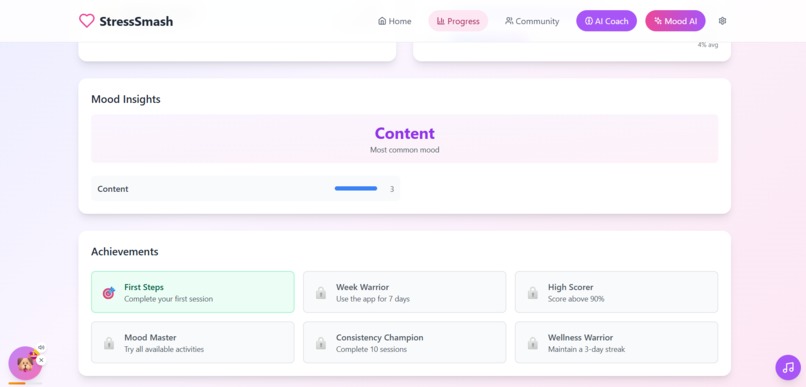 StressSmash
Home
Progress
Community
AI Coach
Mood AI
4% avg
Mood Insights
Content
Most common mood
Content
3
Achievements
First Steps
Complete your first session
Week Warrior
Use the app for 7 days
High Scorer
Score above 90%
Mood Master
Try all available activities
Consistency Champion
Complete 10 sessions
Wellness Warrior
Maintain a 3-day streak